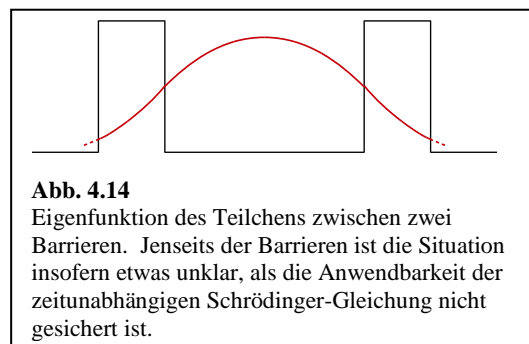 Abb. 4.14
Eigenfunktion des Teilchens zwischen zwei
Barrieren. Jenseits der Barrieren ist die Situation
insofern etwas unklar, als die Anwendbarkeit der
zeitunabhängigen Schrödinger-Gleichung nicht
gesichert ist.